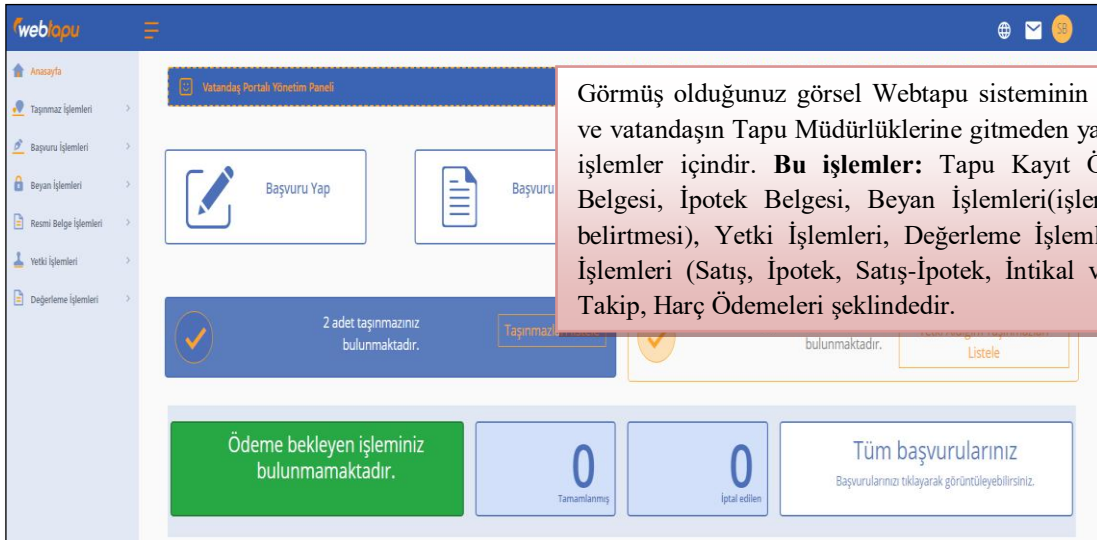 webtapu
SB
Anasayfa
Taşınmaz İşlemleri
Başvuru İşlemleri
Beyan İşlemleri
Resmi Belge İşlemleri
Yetki İşlemleri
Değerleme İşlemleri
Vatandaş Portalı Yönetim Paneli
Başvuru Yap
Başvuru
Görmüş olduğunuz görsel Webtapu sisteminin
ve vatandaşın Tapu Müdürlüklerine gitmeden
işlemler içindir. Bu işlemler: Tapu Kayıt
Belgesi, İpotek Belgesi, Beyan İşlemleri(
belirtmesi), Yetki İşlemleri, Değerleme
İşlemleri (Satış, İpotek, Satış-İpotek, İntikal
Takip, Harç Ödemeleri şeklindedir.
2 adet taşınmazınız
bulunmaktadır.
bulunmaktadır.
Listele
Ödeme bekleyen işleminiz
bulunmamaktadır.
0
Tamamlanmış
0
İptal edilen
Tüm başvurularınız
Başvurularınızı tıklayarak görüntüleyebilirsiniz.